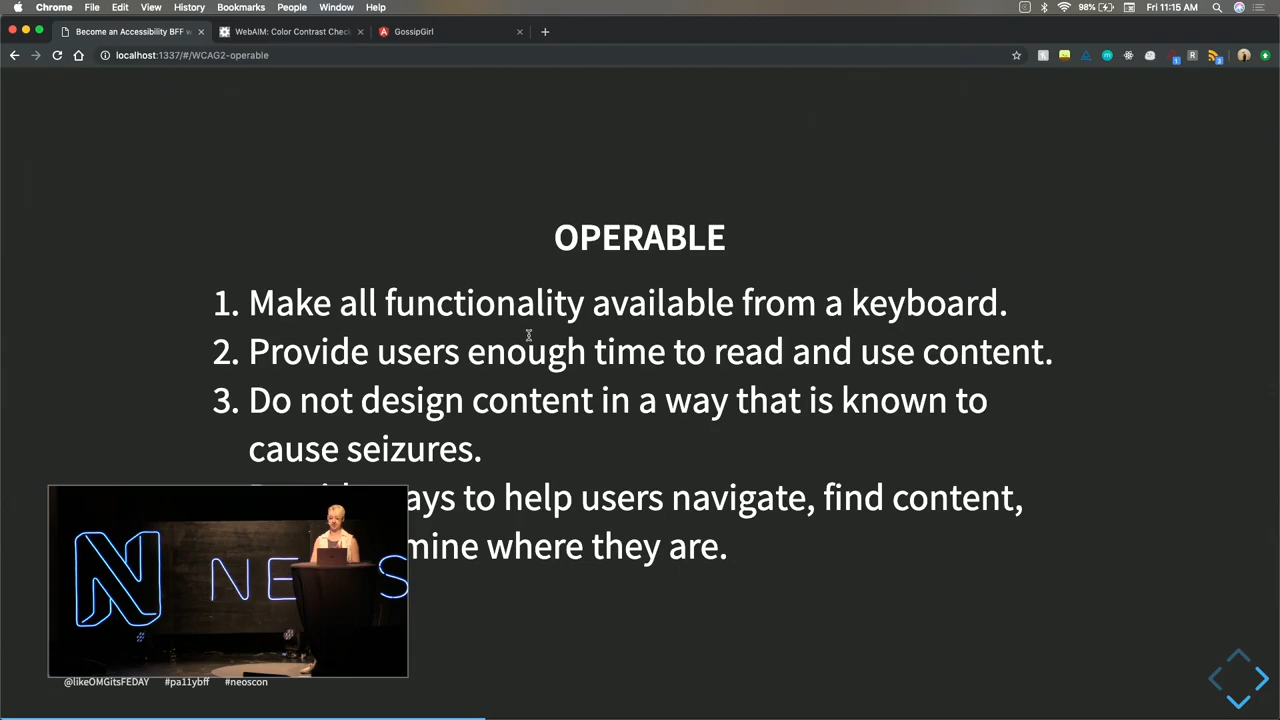 Chrome File Edit View History Bookmarks People Window Help 98% Fri 11:15 AM
Become an Accessibility BFF WebAIM: Color Contrast Chec GossipGirl
localhost:1337/#/WCAG2-operable
OPERABLE
1. Make all functionality available from a keyboard.
2. Provide users enough time to read and use content.
3. Do not design content in a way that is known to
cause seizures.
ays to help users navigate, find content,
mine where they are.
N NE S
@likeOMGitsFEDAY #pa11ybff #neoscon